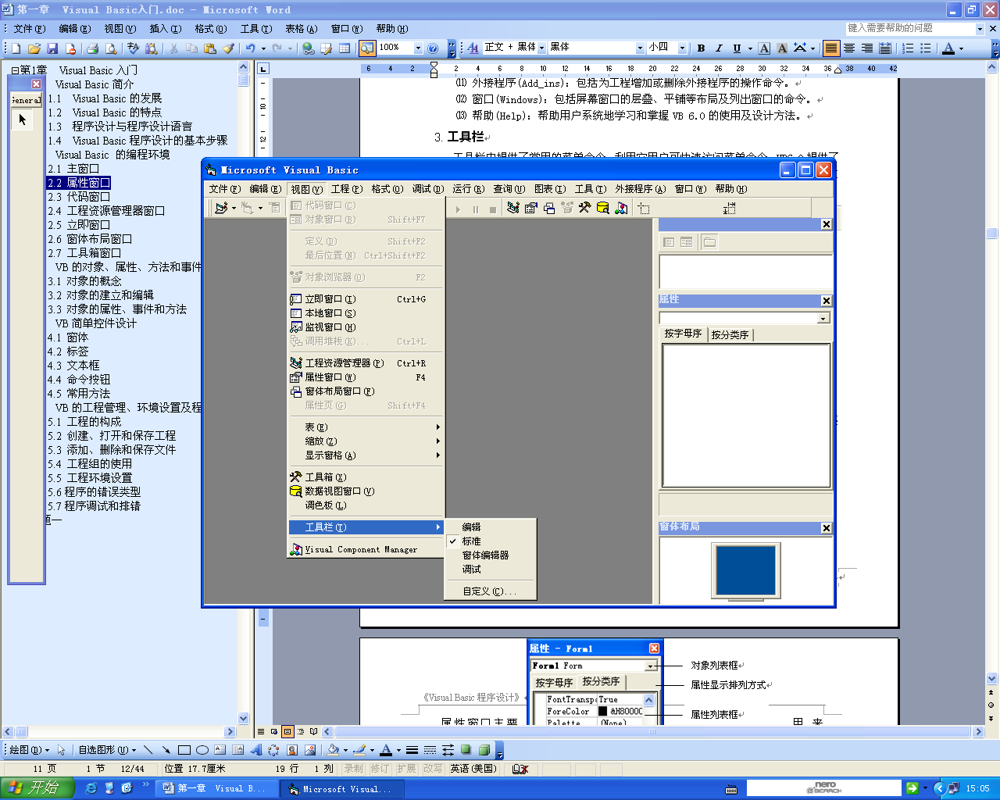 第一章　Visual Basic入门.doc - Microsoft Word
文件(F) 编辑(E) 视图(V) 插入(I) 格式(O) 工具(T) 表格(A) 窗口(W) 帮助(H) 键入需要帮助的问题
100% 正文 + 黑体 黑体 小四 B I U A A A
第1章　Visual Basic 入门
Visual Basic 简介
1.1　Visual Basic 的发展
1.2　Visual Basic 的特点
1.3　程序设计与程序设计语言
1.4　Visual Basic 程序设计的基本步骤
Visual Basic 的编程环境
2.1 主窗口
2.2 属性窗口
2.3 代码窗口
2.4 工程资源管理器窗口
2.5 立即窗口
2.6 窗体布局窗口
2.7 工具箱窗口
VB 的对象、属性、方法和事件
3.1 对象的概念
3.2 对象的建立和编辑
3.3 对象的属性、事件和方法
VB 简单控件设计
4.1 窗体
4.2 标签
4.3 文本框
4.4 命令按钮
4.5 常用方法
VB 的工程管理、环境设置及程
5.1 工程的构成
5.2 创建、打开和保存工程
5.3 添加、删除和保存文件
5.4 工程组的使用
5.5 工程环境设置
5.6程序的错误类型
5.7程序调试和排错
题一
General
6 4 2 2 4 6 8 10 12 14 16 18 20 22 24 26 28 30 32 34 36 38 40 42
10
12
⑾ 外接程序(Add_ins)：包括为工程增加或删除外接程序的操作命令。
⑿ 窗口(Windows)：包括屏幕窗口的层叠、平铺等布局及列出窗口的命令。
⒀ 帮助(Help)：帮助用户系统地学习和掌握 VB 6.0 的使用及设计方法。
3. 工具栏
Microsoft Visual Basic
文件(F) 编辑(E) 视图(V) 工程(P) 格式(O) 调试(D) 运行(R) 查询(U) 图表(I) 工具(T) 外接程序(A) 窗口(W) 帮助(H)
代码窗口(C)
对象窗口(B) Shift+F7
定义(D) Shift+F2
最后位置(N) Ctrl+Shift+F2
对象浏览器(O) F2
立即窗口(I) Ctrl+G
本地窗口(S)
监视窗口(H)
调用堆栈(K)... Ctrl+L
工程资源管理器(P) Ctrl+R
属性窗口(W) F4
窗体布局窗口(F)
属性页(G) Shift+F4
表(E)
缩放(Z)
显示窗格(A)
工具箱(X)
数据视图窗口(V)
调色板(L)
工具栏(T)
Visual Component Manager
编辑
标准
窗体编辑器
调试
自定义(C)...
属性
按字母序 按分类序
窗体布局
属性 - Form1
Form1 Form
按字母序 按分类序
FontTranspa True
ForeColor &H80000
Palette (None)
对象列表框
属性显示排列方式
属性列表框
《Visual Basic 程序设计》
属性窗口主要
用 来
绘图(D) 自选图形(U)
11 页 1 节 12/44 位置 17.7厘米 19 行 1 列 录制 修订 扩展 改写 英语(美国)
开始 第一章　Visual B... Microsoft Visual... nero SEARCH 15:05